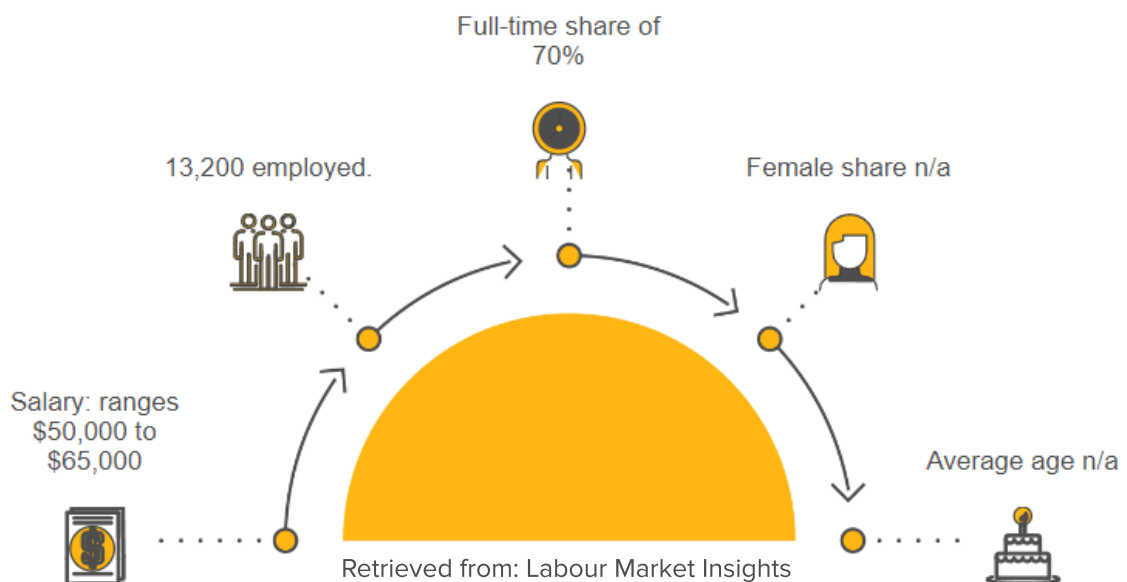 Full-time share of
70%
13,200 employed.
Female share n/a
Salary: ranges
$50,000 to
$65,000
Average age n/a
$
Retrieved from: Labour Market Insights